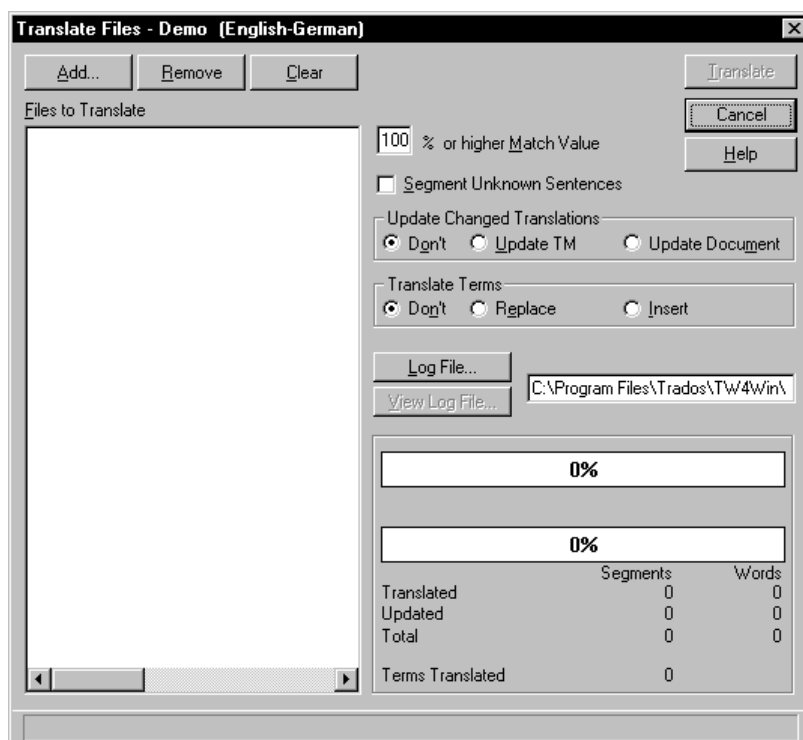 Translate Files - Demo (English-German)
Add... Remove Clear Translate
Files to Translate
Cancel
100 % or higher Match Value
Help
Segment Unknown Sentences
Update Changed Translations
Don't Update TM Update Document
Translate Terms
Don't Replace Insert
Log File...
C:\Program Files\Trados\TW4Win\
View Log File...
0%
0%
Segments Words
Translated 0 0
Updated 0 0
Total 0 0
Terms Translated 0